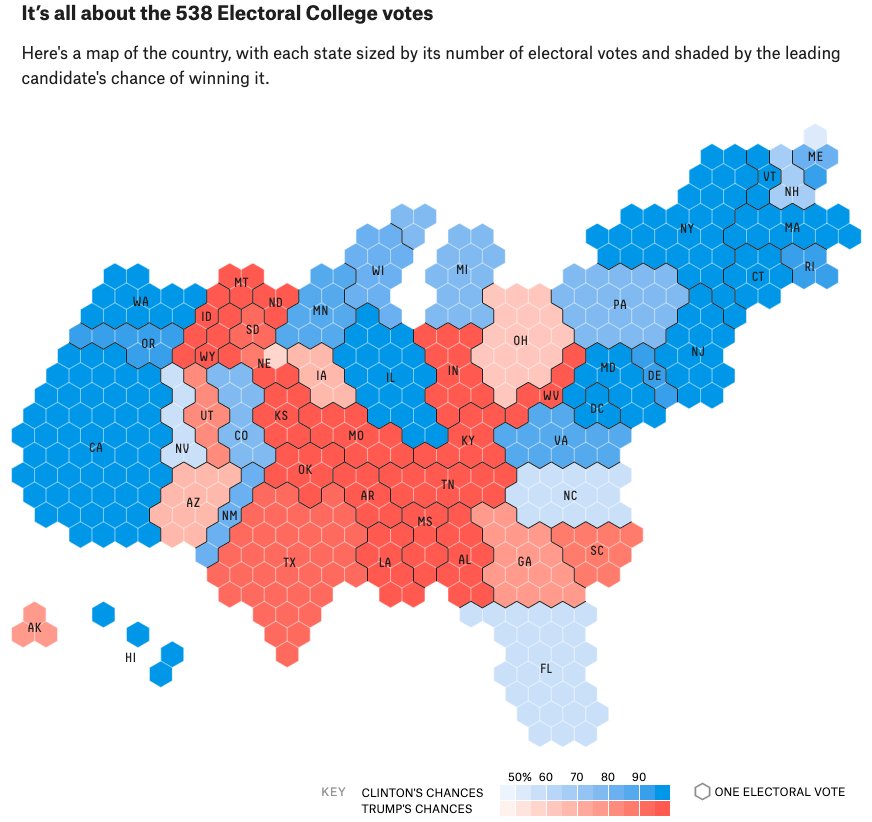 It's all about the 538 Electoral College votes
Here's a map of the country, with each state sized by its number of electoral votes and shaded by the leading
candidate's chance of winning it.
ME
VT
NH
NY
MA
WI
MI
CT
RI
MT
WA
ND
MN
PA
ID
SD
OR
OH
NJ
WY
NE
IA
IL
IN
MD
DE
WV
DC
UT
KS
NV
CO
MO
KY
VA
CA
OK
TN
NC
AZ
AR
NM
MS
TX
LA
AL
GA
SC
AK
HI
FL
50% 60 70 80 90
KEY CLINTON'S CHANCES
TRUMP'S CHANCES
ONE ELECTORAL VOTE